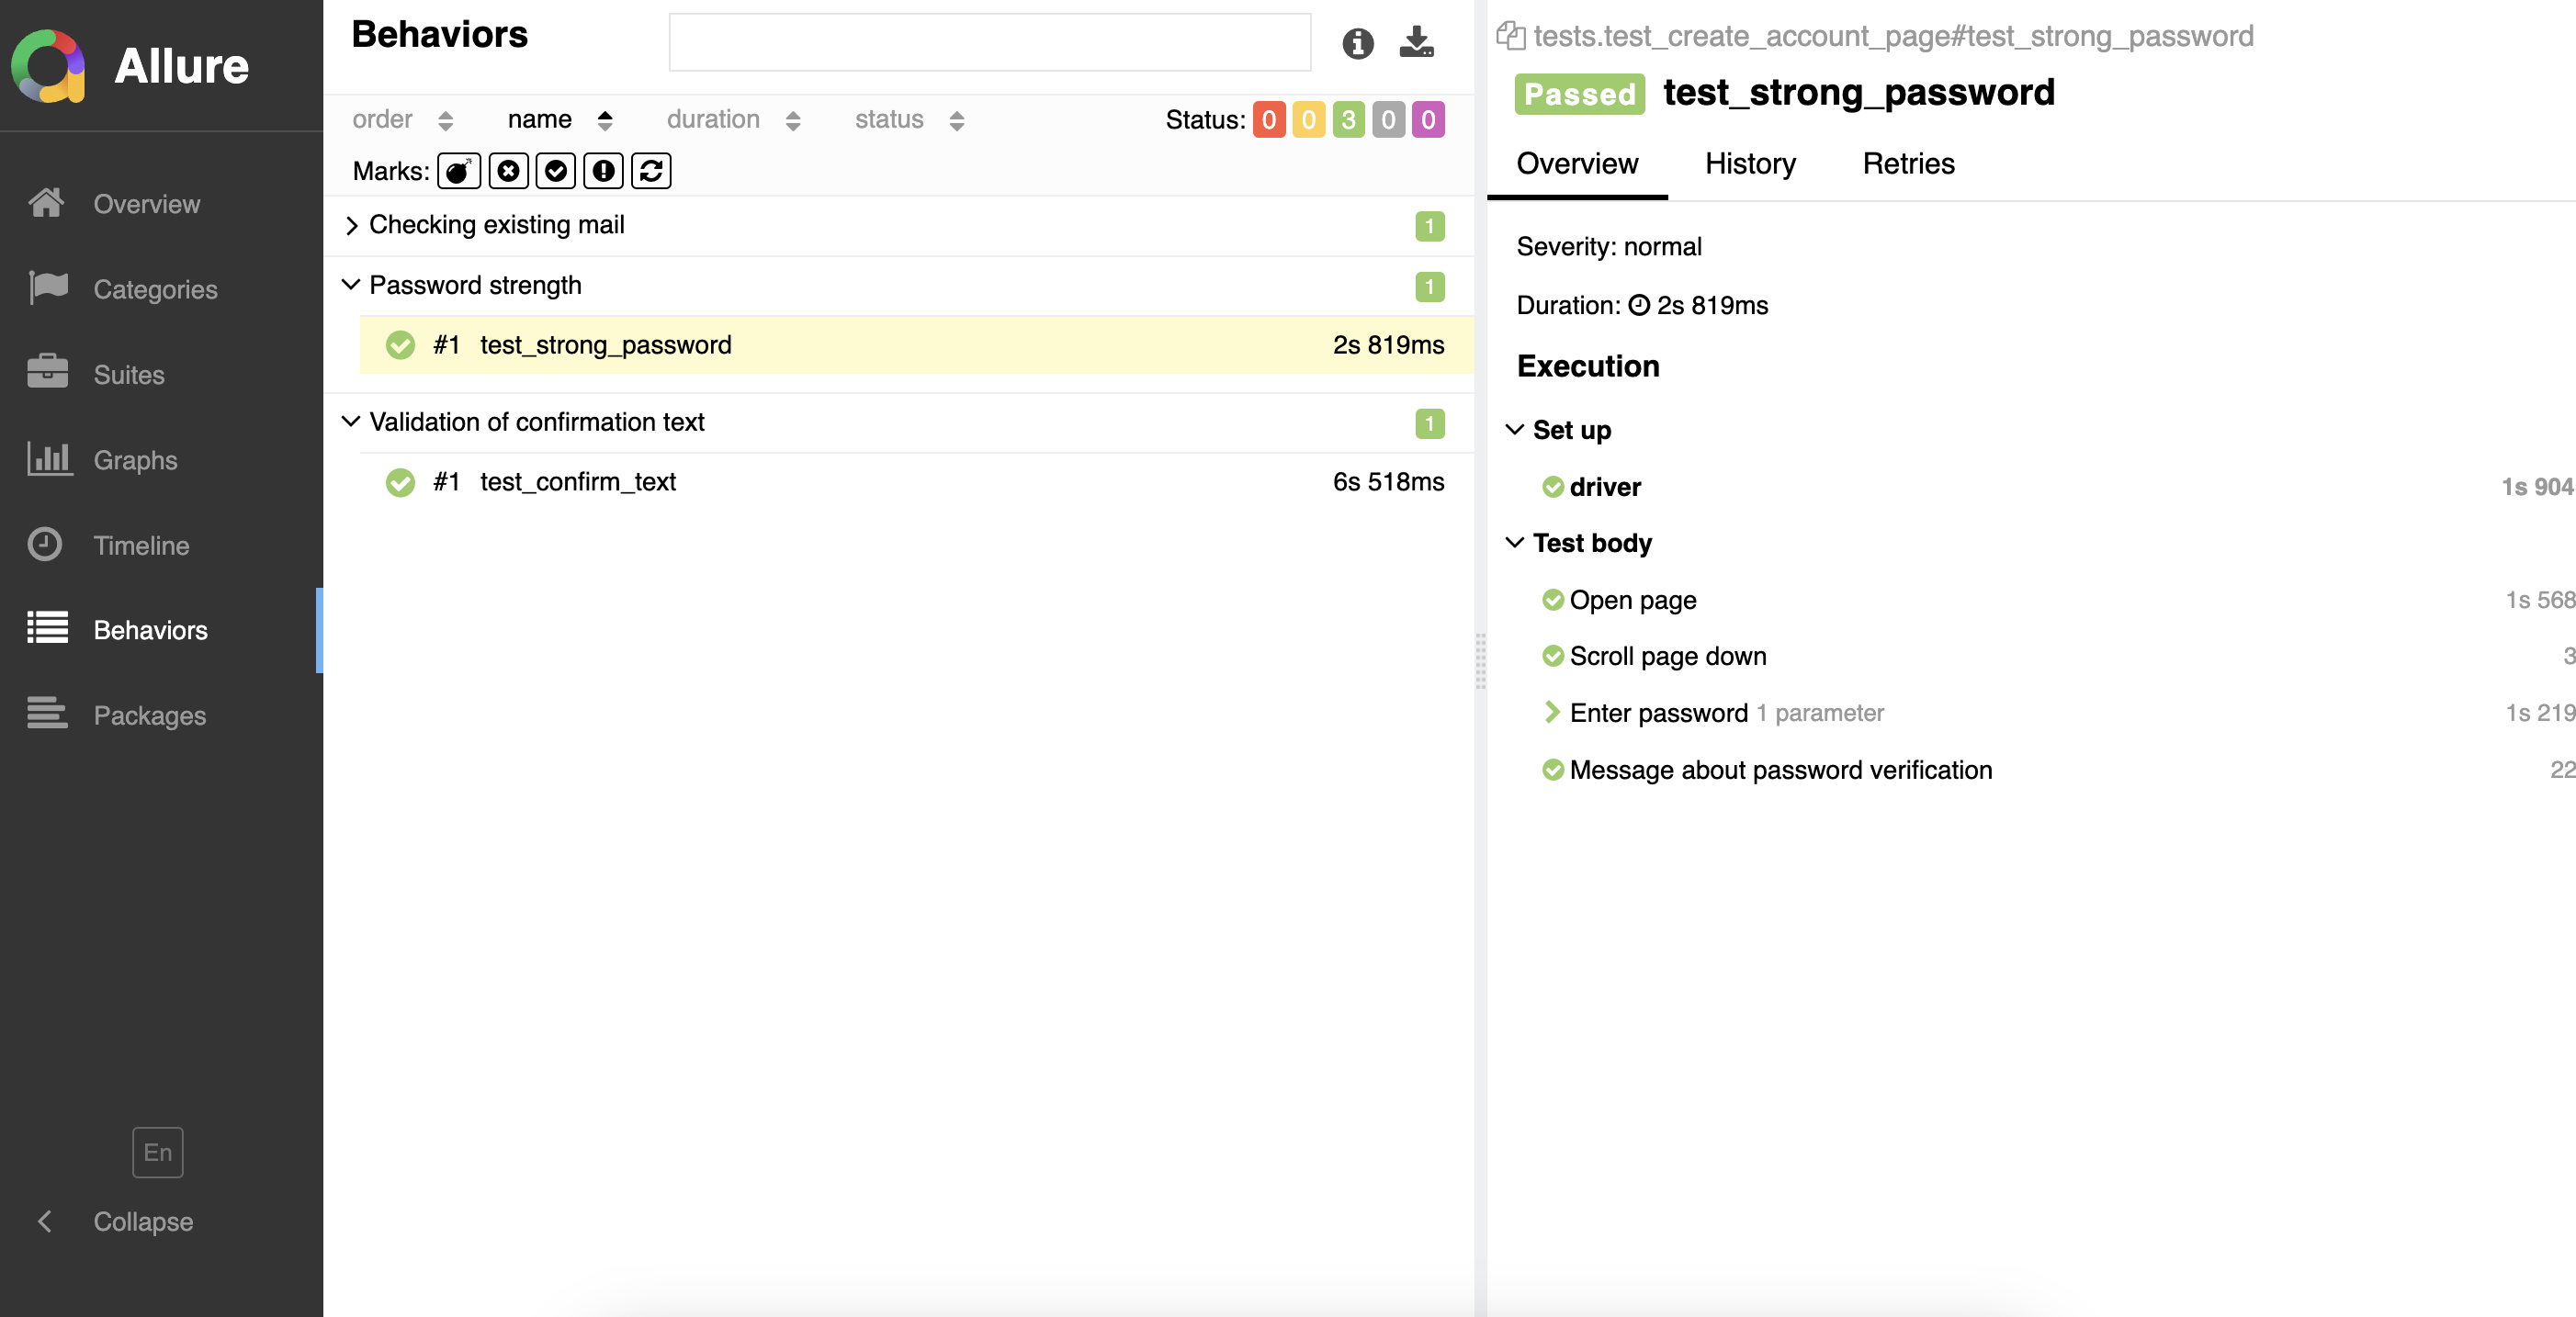 Allure
Overview
Categories
Suites
Graphs
Timeline
Behaviors
Packages
En
Collapse
Behaviors
order name duration status Status: 0 0 3 0 0
Marks:
Checking existing mail 1
Password strength 1
#1 test_strong_password 2s 819ms
Validation of confirmation text 1
#1 test_confirm_text 6s 518ms
tests.test_create_account_page#test_strong_password
Passed test_strong_password
Overview History Retries
Severity: normal
Duration: 2s 819ms
Execution
Set up
driver 1s 904
Test body
Open page 1s 568
Scroll page down 3
Enter password 1 parameter 1s 219
Message about password verification 22